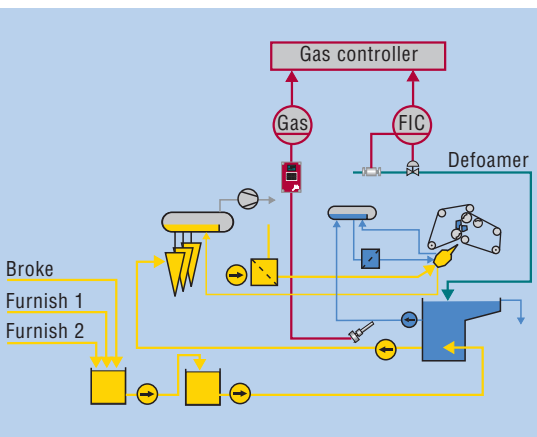 Gas controller
Gas
FIC
Defoamer
Broke
Furnish 1
Furnish 2